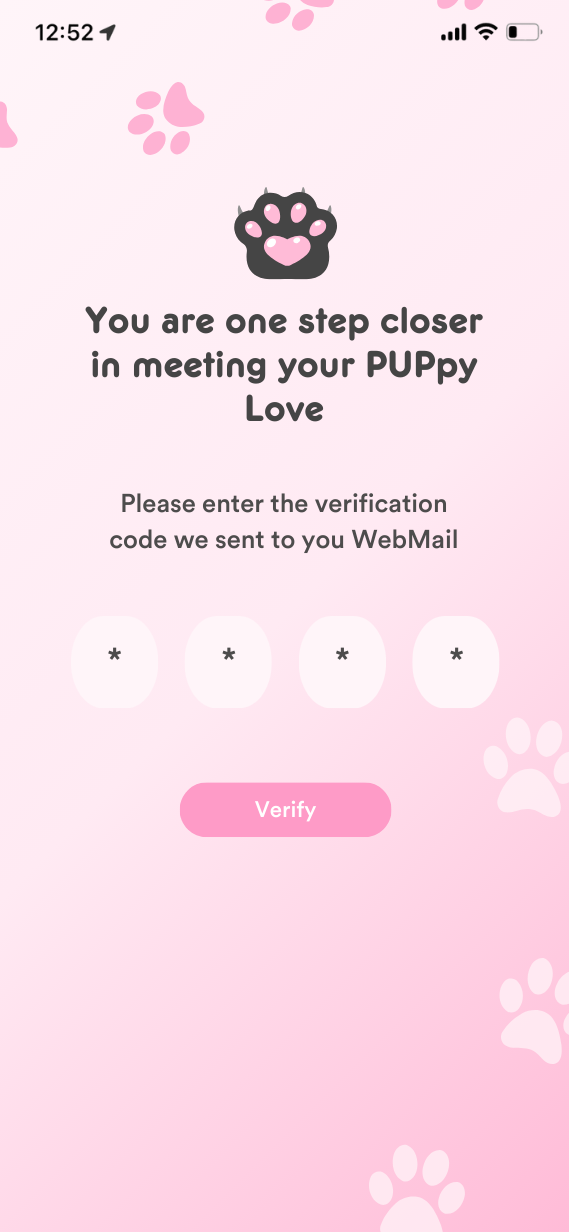 12:52
You are one step closer
in meeting your PUPpy
Love
Please enter the verification
code we sent to you WebMail
* * * *
Verify